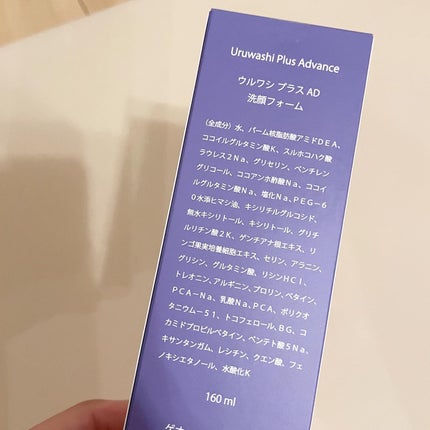 Uruwashi Plus Advance
ウルワシ プラス AD
洗顔フォーム
(全成分)水、パーム核脂肪酸アミドDEA、
ココイルグルタミン酸K、スルホコハク酸
ラウレス2Na、グリセリン、ペンチレン
グリコール、ココアンホ酢酸Na、ココイ
ルグルタミン酸Na、塩化Na、PEG-6
0水添ヒマシ油、キシリチルグルコシド、
無水キシリトール、キシリトール、グリチ
ルリチン酸2K、ゲンチアナ根エキス、リ
ンゴ果実培養細胞エキス、セリン、アラニン、
グリシン、グルタミン酸、リシンHCl、
トレオニン、アルギニン、プロリン、ベタイン、
PCA-Na、乳酸Na、PCA、ポリクオ
タニウム-51、トコフェロール、BG、コ
カミドプロピルベタイン、ペンテト酸5Na、
キサンタンガム、レシチン、クエン酸、フェ
ノキシエタノール、水酸化K
160 ml